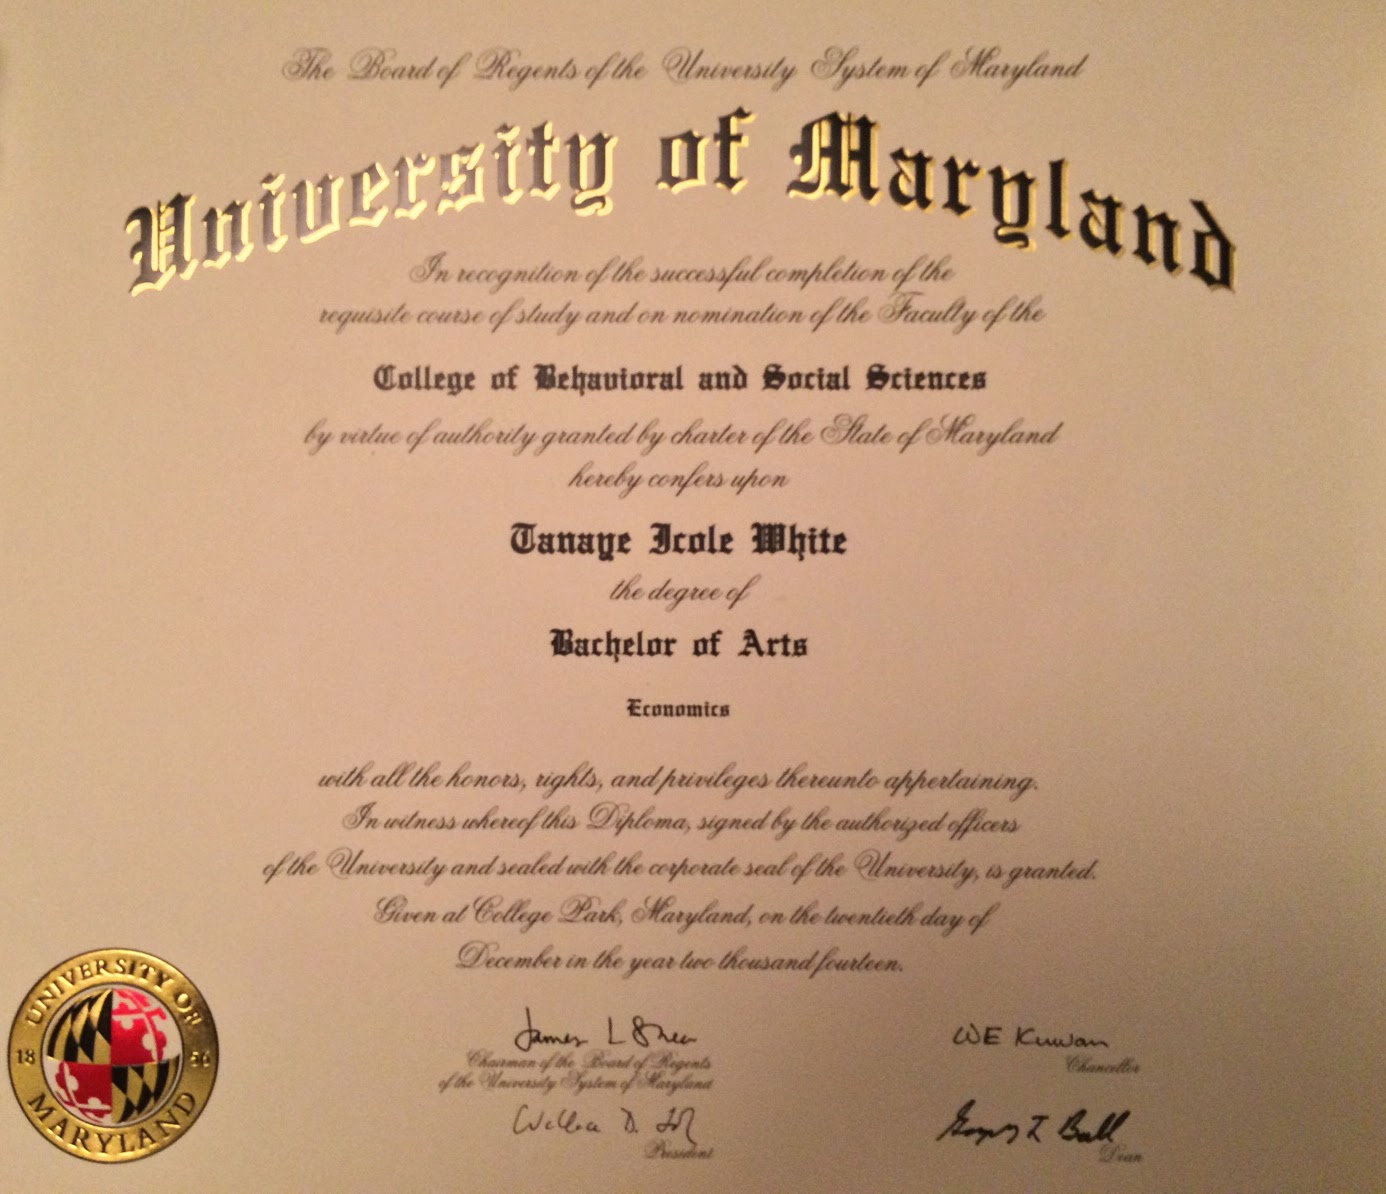 The Board of Regents of the University System of Maryland
University of Maryland
In recognition of the successful completion of the
requisite course of study and on nomination of the Faculty of the
College of Behavioral and Social Sciences
by virtue of authority granted by charter of the State of Maryland
hereby confers upon
Tanaye Icole White
the degree of
Bachelor of Arts
Economics
with all the honors, rights, and privileges thereunto appertaining.
In witness whereof this Diploma, signed by the authorized officers
of the University and sealed with the corporate seal of the University, is granted.
Given at College Park, Maryland, on the twentieth day of
December in the year two thousand fourteen.
UNIVERSITY OF
18 56
MARYLAND
James L Shea
Chairman of the Board of Regents
of the University System of Maryland
WE Kirwan
Chancellor
D.
President
Dean